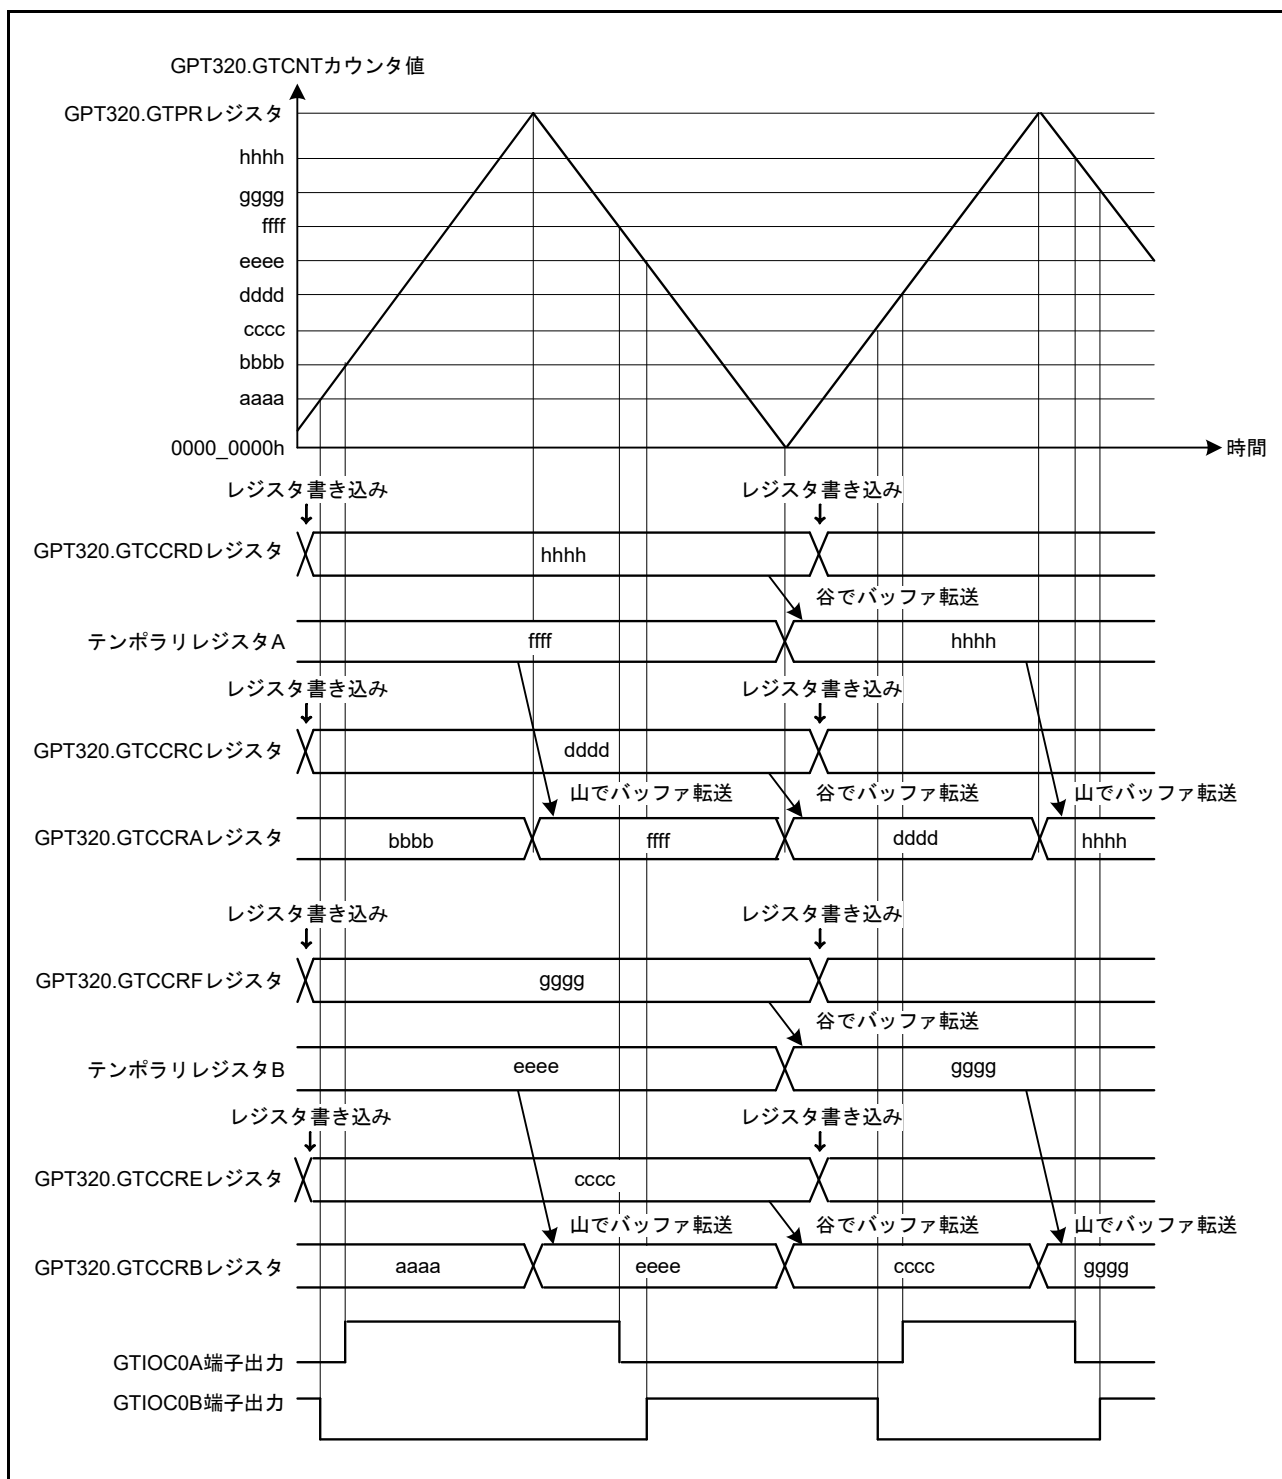 GPT320.GTCNTカウンタ値
GPT320.GTPRレジスタ
hhhh
gggg
ffff
eeee
dddd
cccc
bbbb
aaaa
0000_0000h
時間
レジスタ書き込み レジスタ書き込み
GPT320.GTCCRDレジスタ hhhh
谷でバッファ転送
テンポラリレジスタA ffff hhhh
レジスタ書き込み レジスタ書き込み
GPT320.GTCCRCレジスタ dddd
山でバッファ転送 谷でバッファ転送 山でバッファ転送
GPT320.GTCCRAレジスタ bbbb ffff dddd hhhh
レジスタ書き込み レジスタ書き込み
GPT320.GTCCRFレジスタ gggg
谷でバッファ転送
テンポラリレジスタB eeee gggg
レジスタ書き込み レジスタ書き込み
GPT320.GTCCREレジスタ cccc
山でバッファ転送 谷でバッファ転送 山でバッファ転送
GPT320.GTCCRBレジスタ aaaa eeee cccc gggg
GTIOC0A端子出力
GTIOC0B端子出力